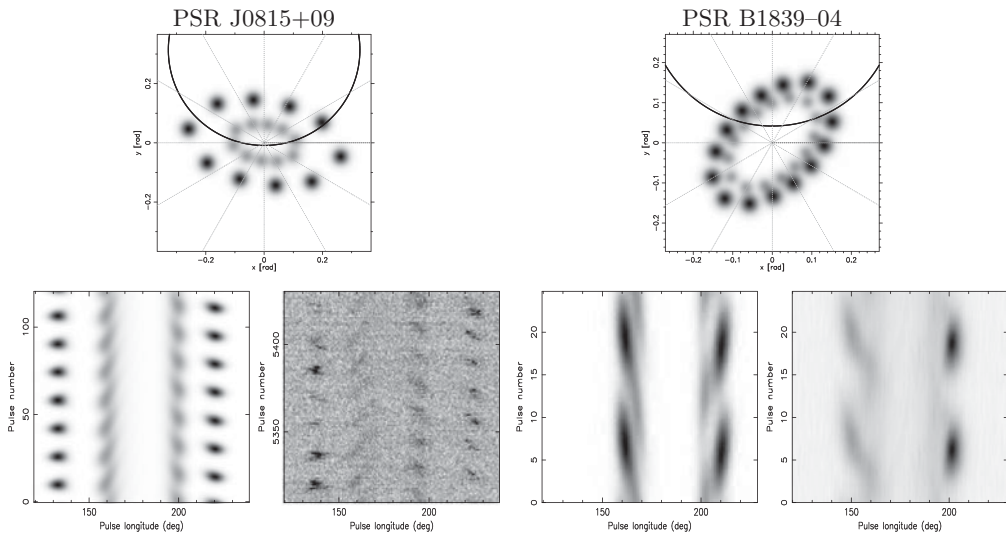 PSR J0815+09
PSR B1839–04
y [rad]
0.2
0
−0.2
−0.2
0
0.2
x [rad]
y [rad]
0.2
0.1
0
−0.1
−0.2
−0.2
−0.1
0
0.1
0.2
x [rad]
Pulse number
100
50
0
150
200
Pulse longitude (deg)
Pulse number
5400
5350
150
200
Pulse longitude (deg)
Pulse number
20
15
10
5
0
150
200
Pulse longitude (deg)
Pulse number
20
15
10
5
0
150
200
Pulse longitude (deg)